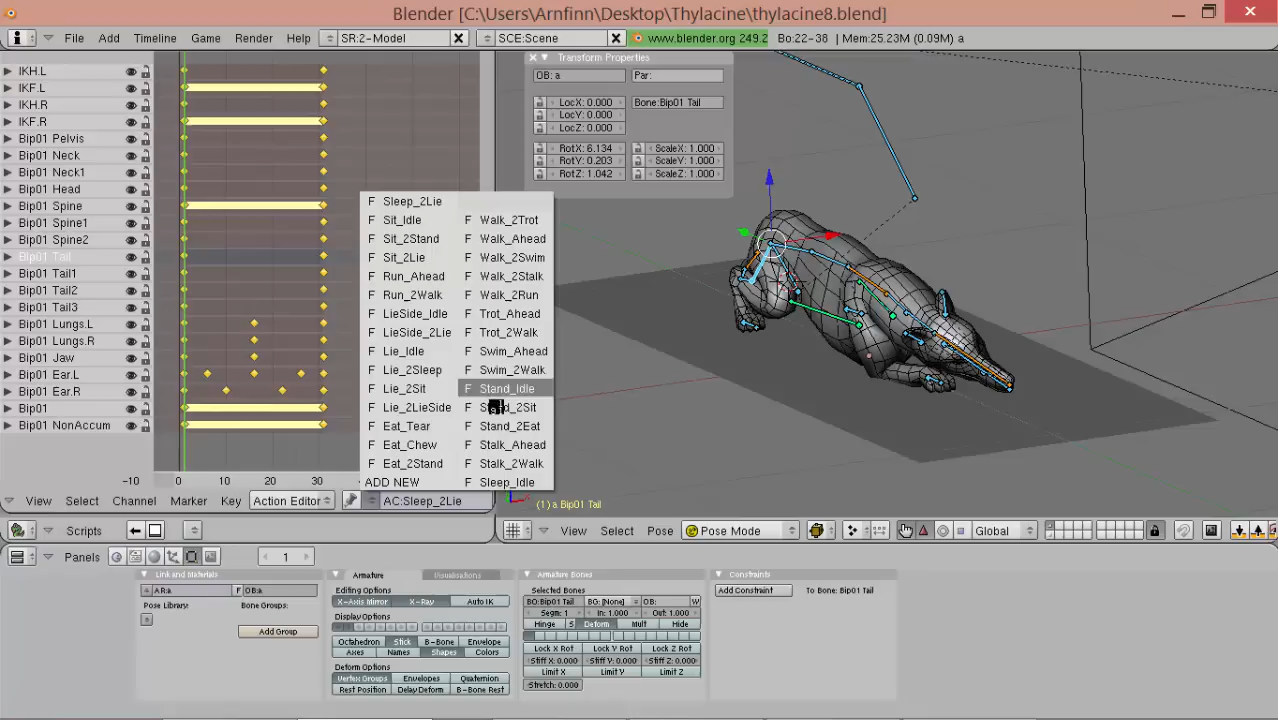 Blender [C:\Users\Arnfinn\Desktop\Thylacine\thylacine8.blend]
File Add Timeline Game Render Help SR:2-Model SCE:Scene www.blender.org 249.2 Bo:22-36 | Mem:25.23M (0.09M) a
IKH.L
IKF.L
IKH.R
IKF.R
Bip01 Pelvis
Bip01 Neck
Bip01 Neck1
Bip01 Head
Bip01 Spine
Bip01 Spine1
Bip01 Spine2
Bip01 Tail
Bip01 Tail1
Bip01 Tail2
Bip01 Tail3
Bip01 Lungs.L
Bip01 Lungs.R
Bip01 Jaw
Bip01 Ear.L
Bip01 Ear.R
Bip01
Bip01 NonAccum
-10 0 10 20 30
View Select Channel Marker Key Action Editor AC:Sleep_2Lie
F Sleep_2Lie
F Sit_Idle F Walk_2Trot
F Sit_2Stand F Walk_Ahead
F Sit_2Lie F Walk_2Swim
F Run_Ahead F Walk_2Stalk
F Run_2Walk F Walk_2Run
F LieSide_Idle F Trot_Ahead
F LieSide_2Lie F Trot_2Walk
F Lie_Idle F Swim_Ahead
F Lie_2Sleep F Swim_2Walk
F Lie_2Sit F Stand_Idle
F Lie_2LieSide F
F Eat_Tear F Stand_2Eat
F Eat_Chew F Stalk_Ahead
F Eat_2Stand F Stalk_2Walk
ADD NEW F Sleep_Idle
Transform Properties
OB: a Par:
LocX: 0.000 Bone:Bip01 Tail
LocY: 0.000
LocZ: 0.000
RotX: 6.134 ScaleX: 1.000
RotY: 0.203 ScaleY: 1.000
RotZ: 1.042 ScaleZ: 1.000
(1) a Bip01 Tail
Scripts
View Select Pose Pose Mode Global
Panels 1
Link and Materials
AR:a F OB:a
Pose Library: Bone Groups:
Add Group
Armature Visualisations
Editing Options
X-Axis Mirror X-Ray Auto IK
Display Options
Octahedron Stick B-Bone Envelope
Axes Names Shapes Colors
Deform Options
Vertex Groups Envelopes Quaternion
Rest Position Delay Deform B-Bone Rest
Armature Bones
Selected Bones
BO:Bip01 Tail BG: [None] OB: W
Segm: 1 In: 1.000 Out: 1.000
Hinge S Deform Mult Hide
Lock X Rot Lock Y Rot Lock Z Rot
Stiff X: 0.000 Stiff Y: 0.000 Stiff Z: 0.000
Limit X Limit Y Limit Z
Stretch: 0.000
Constraints
Add Constraint To Bone: Bip01 Tail